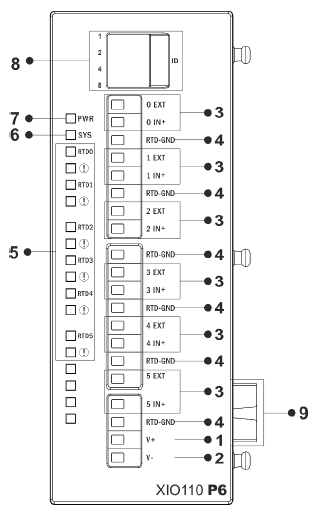 1
2
4
8
ID
8
7
PWR
6
SYS
0 EXT
3
0 IN+
RTD0
RTD-GND
4
RTD1
1 EXT
3
1 IN+
RTD-GND
4
2 EXT
3
RTD2
2 IN+
5
RTD-GND
4
RTD3
3 EXT
3
3 IN+
RTD4
RTD-GND
4
4 EXT
3
RTD5
4 IN+
RTD-GND
4
5 EXT
3
5 IN+
9
RTD-GND
4
V+
1
V-
2
XIO110 P6